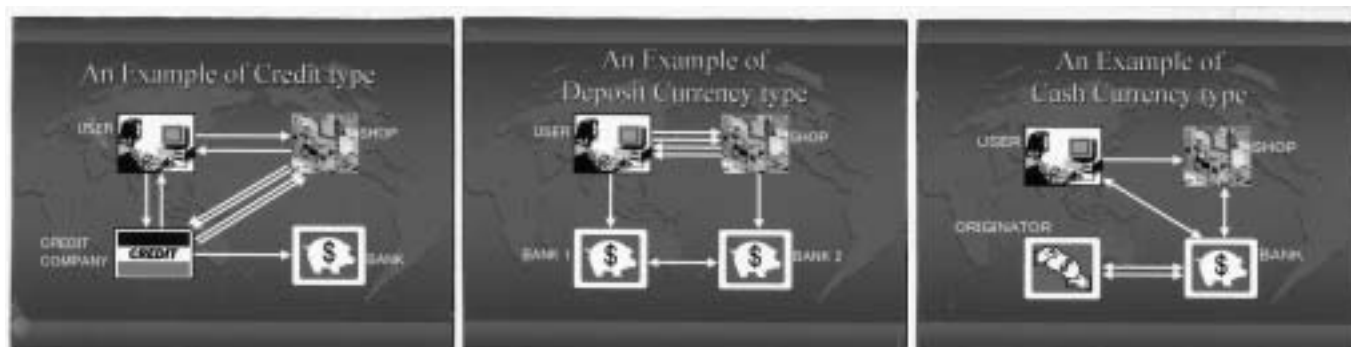 An Example of Credit type
USER
SHOP
CREDIT
COMPANY
CREDIT
$
BANK
An Example of
Deposit Currency type
USER
SHOP
BANK 1
$
$
BANK 2
An Example of
Cash Currency type
USER
SHOP
ORIGINATOR
$
BANK